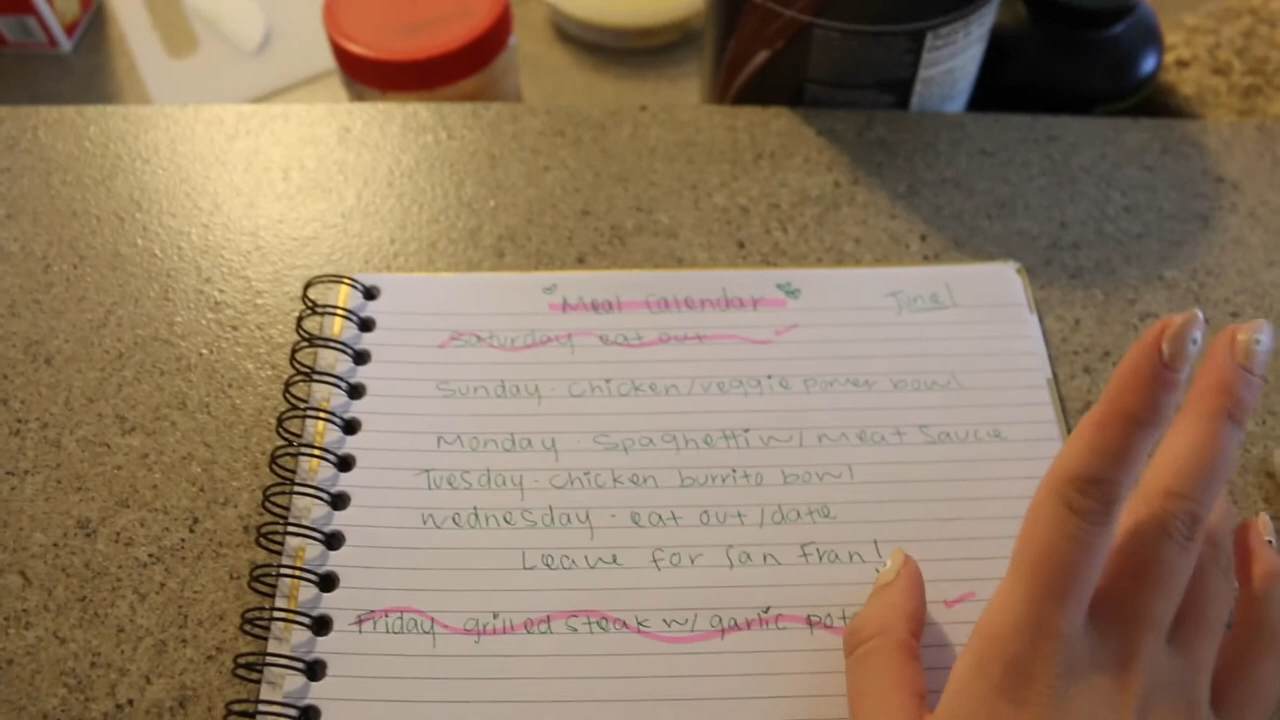 Meal Calendar
June 1
Saturday eat out
Sunday - Chicken/veggie power bowl
Monday - Spaghetti w/ meat Sauce
Tuesday - chicken burrito bowl
Wednesday - eat out/date
Leave for San Fran!
Friday grilled Steak w/ garlic pot